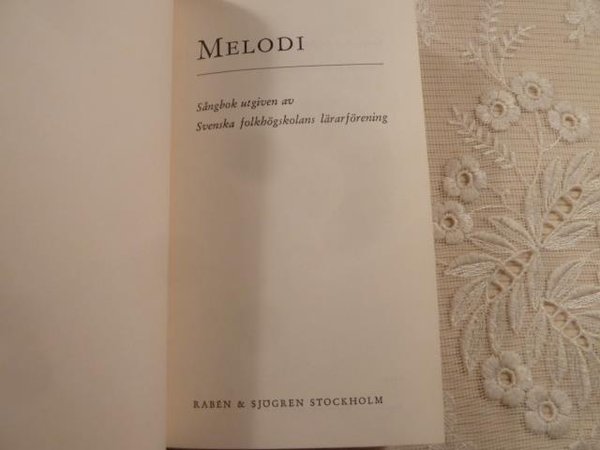 MELODI
Sångbok utgiven av
Svenska folkhögskolans lärarförening
RABÉN & SJÖGREN STOCKHOLM